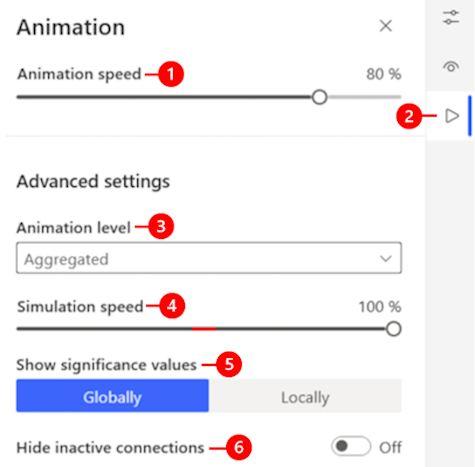 Animation
Animation speed 1 80 %
2
Advanced settings
Animation level 3
Aggregated
Simulation speed 4 100 %
Show significance values 5
Globally Locally
Hide inactive connections 6 Off